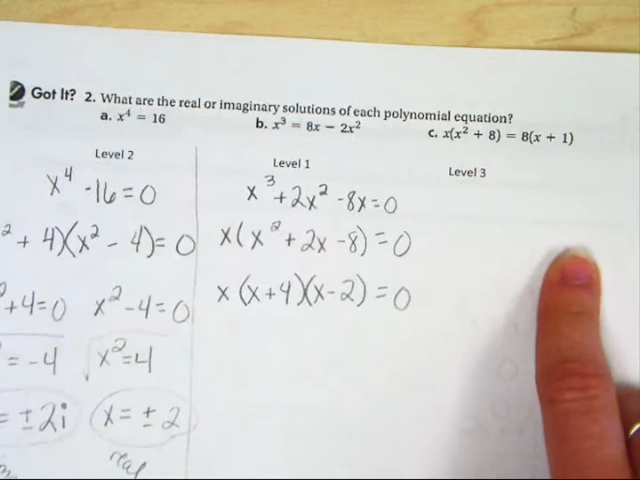 Got It? 2. What are the real or imaginary solutions of each polynomial equation?
a. x⁴ = 16 b. x³ = 8x − 2x² c. x(x² + 8) = 8(x + 1)
Level 2
x⁴ - 16 = 0
² + 4)(x² - 4) = 0
² + 4 = 0 x² - 4 = 0
= -4 x² = 4
= ± 2i x = ± 2
real
Level 1
x³ + 2x² - 8x = 0
x(x² + 2x - 8) = 0
x(x+4)(x-2) = 0
Level 3